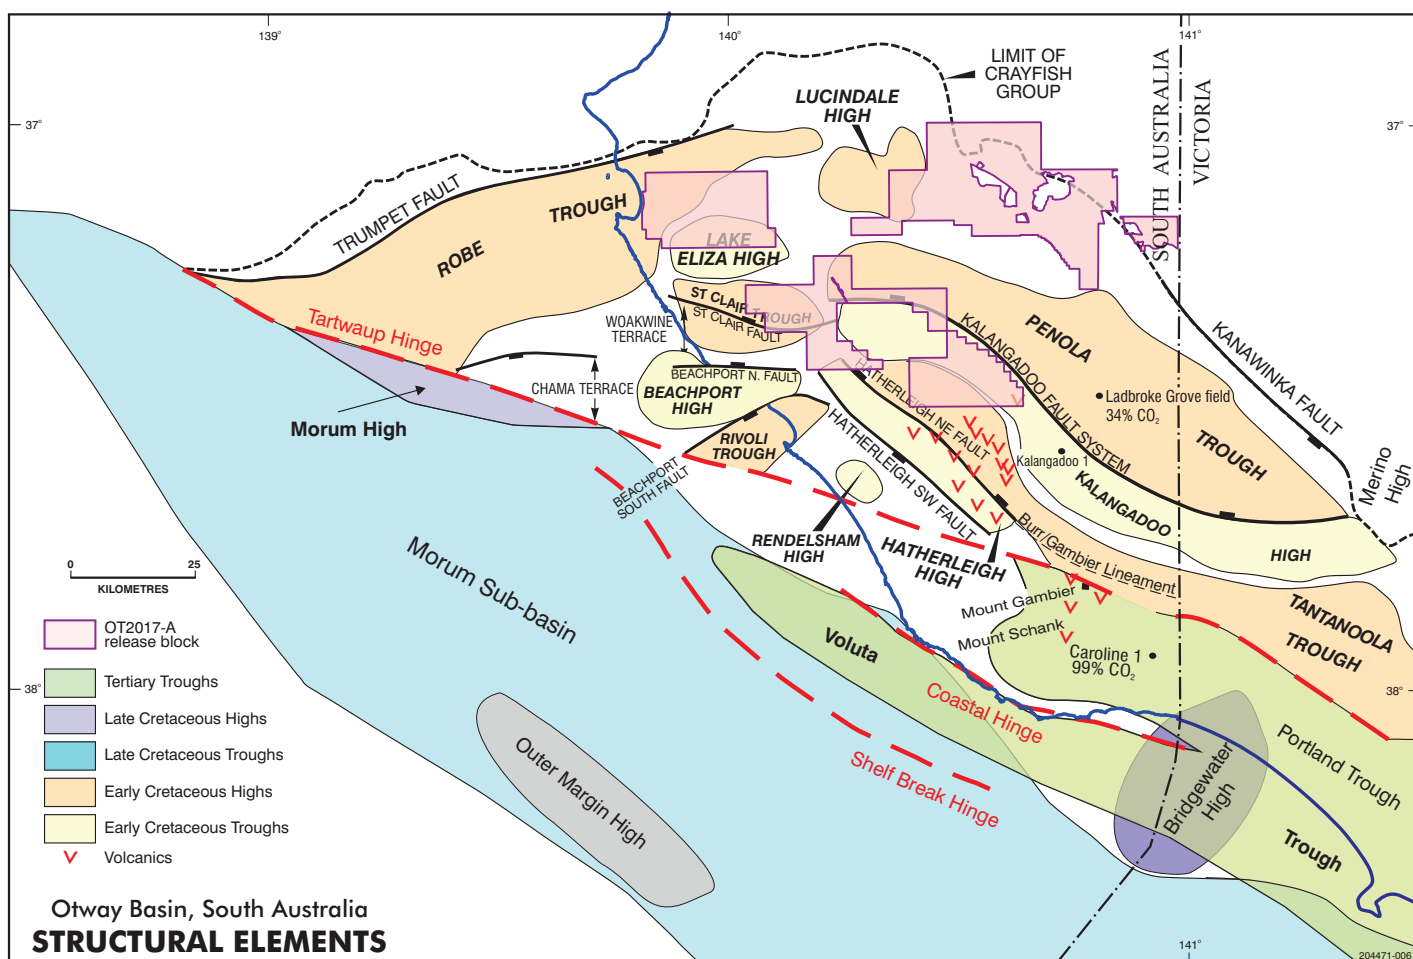 139°
140°
141°
37°
37°
38°
38°
141°
LIMIT OF
CRAYFISH
GROUP
SOUTH AUSTRALIA
VICTORIA
LUCINDALE
HIGH
TRUMPET FAULT
ROBE
TROUGH
LAKE
ELIZA HIGH
ST CLAIR TROUGH
ST CLAIR FAULT
WOAKWINE
TERRACE
Tartwaup Hinge
CHAMA TERRACE
BEACHPORT N. FAULT
BEACHPORT
HIGH
Morum High
RIVOLI
TROUGH
BEACHPORT
SOUTH FAULT
PENOLA
TROUGH
KALANGADOO FAULT SYSTEM
KANAWINKA FAULT
Ladbroke Grove field
34% CO2
Kalangadoo 1
HATHERLEIGH NE FAULT
HATHERLEIGH SW FAULT
KALANGADOO
HIGH
Merino
High
RENDELSHAM
HIGH
HATHERLEIGH
HIGH
Burr/Gambier Lineament
Mount Gambier
Mount Schank
Caroline 1
99% CO2
TANTANOOLA
TROUGH
Morum Sub-basin
Voluta
Trough
Coastal Hinge
Shelf Break Hinge
Outer Margin High
Bridgewater
High
Portland Trough
0
25
KILOMETRES
OT2017-A
release block
Tertiary Troughs
Late Cretaceous Highs
Late Cretaceous Troughs
Early Cretaceous Highs
Early Cretaceous Troughs
Volcanics
Otway Basin, South Australia
STRUCTURAL ELEMENTS
204471-006